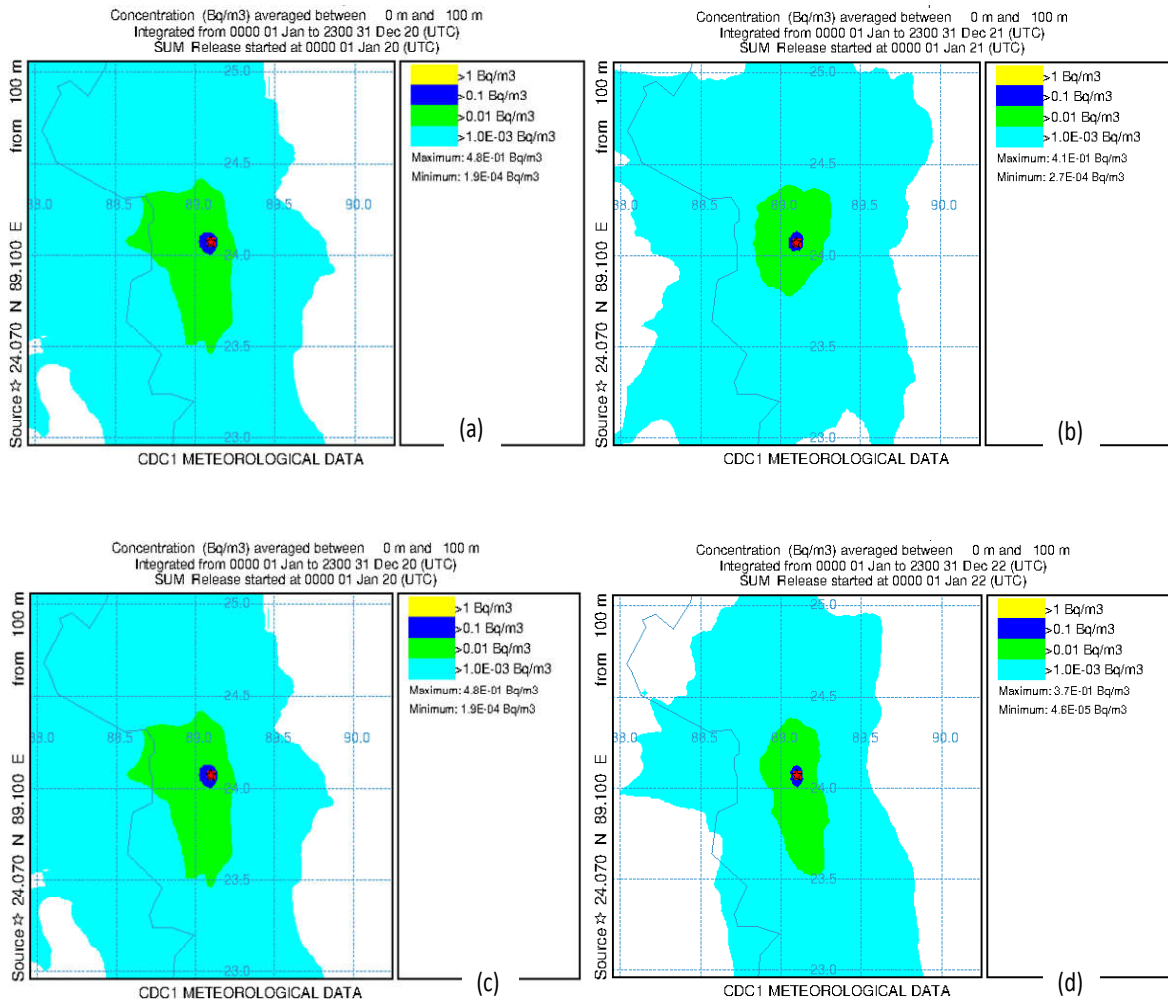 Concentration (Bq/m3) averaged between 0 m and 100 m
Integrated from 0000 01 Jan to 2300 31 Dec 20 (UTC)
SUM Release started at 0000 01 Jan 20 (UTC)
Source ☆ 24.070 N 89.100 E from 100 m
25.0
24.5
88.0 88.5 89.0 90.0
24.0
23.5
23.0
>1 Bq/m3
>0.1 Bq/m3
>0.01 Bq/m3
>1.0E-03 Bq/m3
Maximum: 4.8E-01 Bq/m3
Minimum: 1.9E-04 Bq/m3
(a)
CDC1 METEOROLOGICAL DATA
Concentration (Bq/m3) averaged between 0 m and 100 m
Integrated from 0000 01 Jan to 2300 31 Dec 21 (UTC)
SUM Release started at 0000 01 Jan 21 (UTC)
Source ☆ 24.070 N 89.100 E from 100 m
25.0
24.5
88.0 88.5 89.0 89.5 90.0
24.0
23.5
23.0
>1 Bq/m3
>0.1 Bq/m3
>0.01 Bq/m3
>1.0E-03 Bq/m3
Maximum: 4.1E-01 Bq/m3
Minimum: 2.7E-04 Bq/m3
(b)
CDC1 METEOROLOGICAL DATA
Concentration (Bq/m3) averaged between 0 m and 100 m
Integrated from 0000 01 Jan to 2300 31 Dec 20 (UTC)
SUM Release started at 0000 01 Jan 20 (UTC)
Source ☆ 24.070 N 89.100 E from 100 m
25.0
24.5
88.0 88.5 89.0 90.0
24.0
23.5
23.0
>1 Bq/m3
>0.1 Bq/m3
>0.01 Bq/m3
>1.0E-03 Bq/m3
Maximum: 4.8E-01 Bq/m3
Minimum: 1.9E-04 Bq/m3
(c)
CDC1 METEOROLOGICAL DATA
Concentration (Bq/m3) averaged between 0 m and 100 m
Integrated from 0000 01 Jan to 2300 31 Dec 22 (UTC)
SUM Release started at 0000 01 Jan 22 (UTC)
Source ☆ 24.070 N 89.100 E from 100 m
25.0
24.5
88.0 88.5 89.0 89.5 90.0
24.0
23.5
23.0
>1 Bq/m3
>0.1 Bq/m3
>0.01 Bq/m3
>1.0E-03 Bq/m3
Maximum: 3.7E-01 Bq/m3
Minimum: 4.6E-05 Bq/m3
(d)
CDC1 METEOROLOGICAL DATA